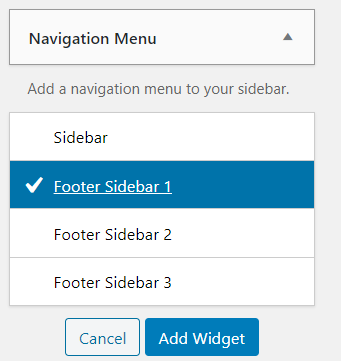 Navigation Menu
Add a navigation menu to your sidebar.
Sidebar
Footer Sidebar 1
Footer Sidebar 2
Footer Sidebar 3
Cancel Add Widget